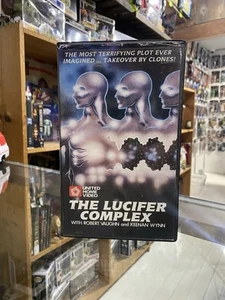 THE MOST TERRIFYING PLOT EVER
IMAGINED ... TAKEOVER BY CLONES!
UNITED
HOME
VIDEO
THE LUCIFER
COMPLEX
WITH ROBERT VAUGHN AND KEENAN WYNN